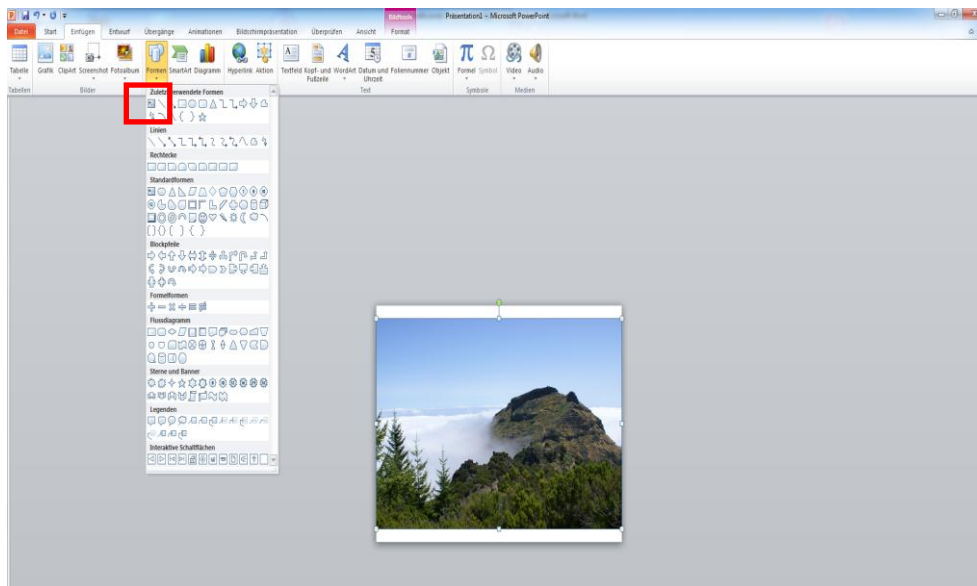 Präsentation1 - Microsoft PowerPoint
Bildtools
Datei Start Einfügen Entwurf Übergänge Animationen Bildschirmpräsentation Überprüfen Ansicht Format
Tabelle Grafik ClipArt Screenshot Fotoalbum Formen SmartArt Diagramm Hyperlink Aktion Textfeld Kopf- und Fußzeile WordArt Datum und Uhrzeit Foliennummer Objekt Formel Symbol Video Audio
Tabellen Bilder Text Symbole Medien
Zuletzt verwendete Formen
Linien
Rechtecke
Standardformen
Blockpfeile
Formelformen
Flussdiagramm
Sterne und Banner
Legenden
Interaktive Schaltflächen